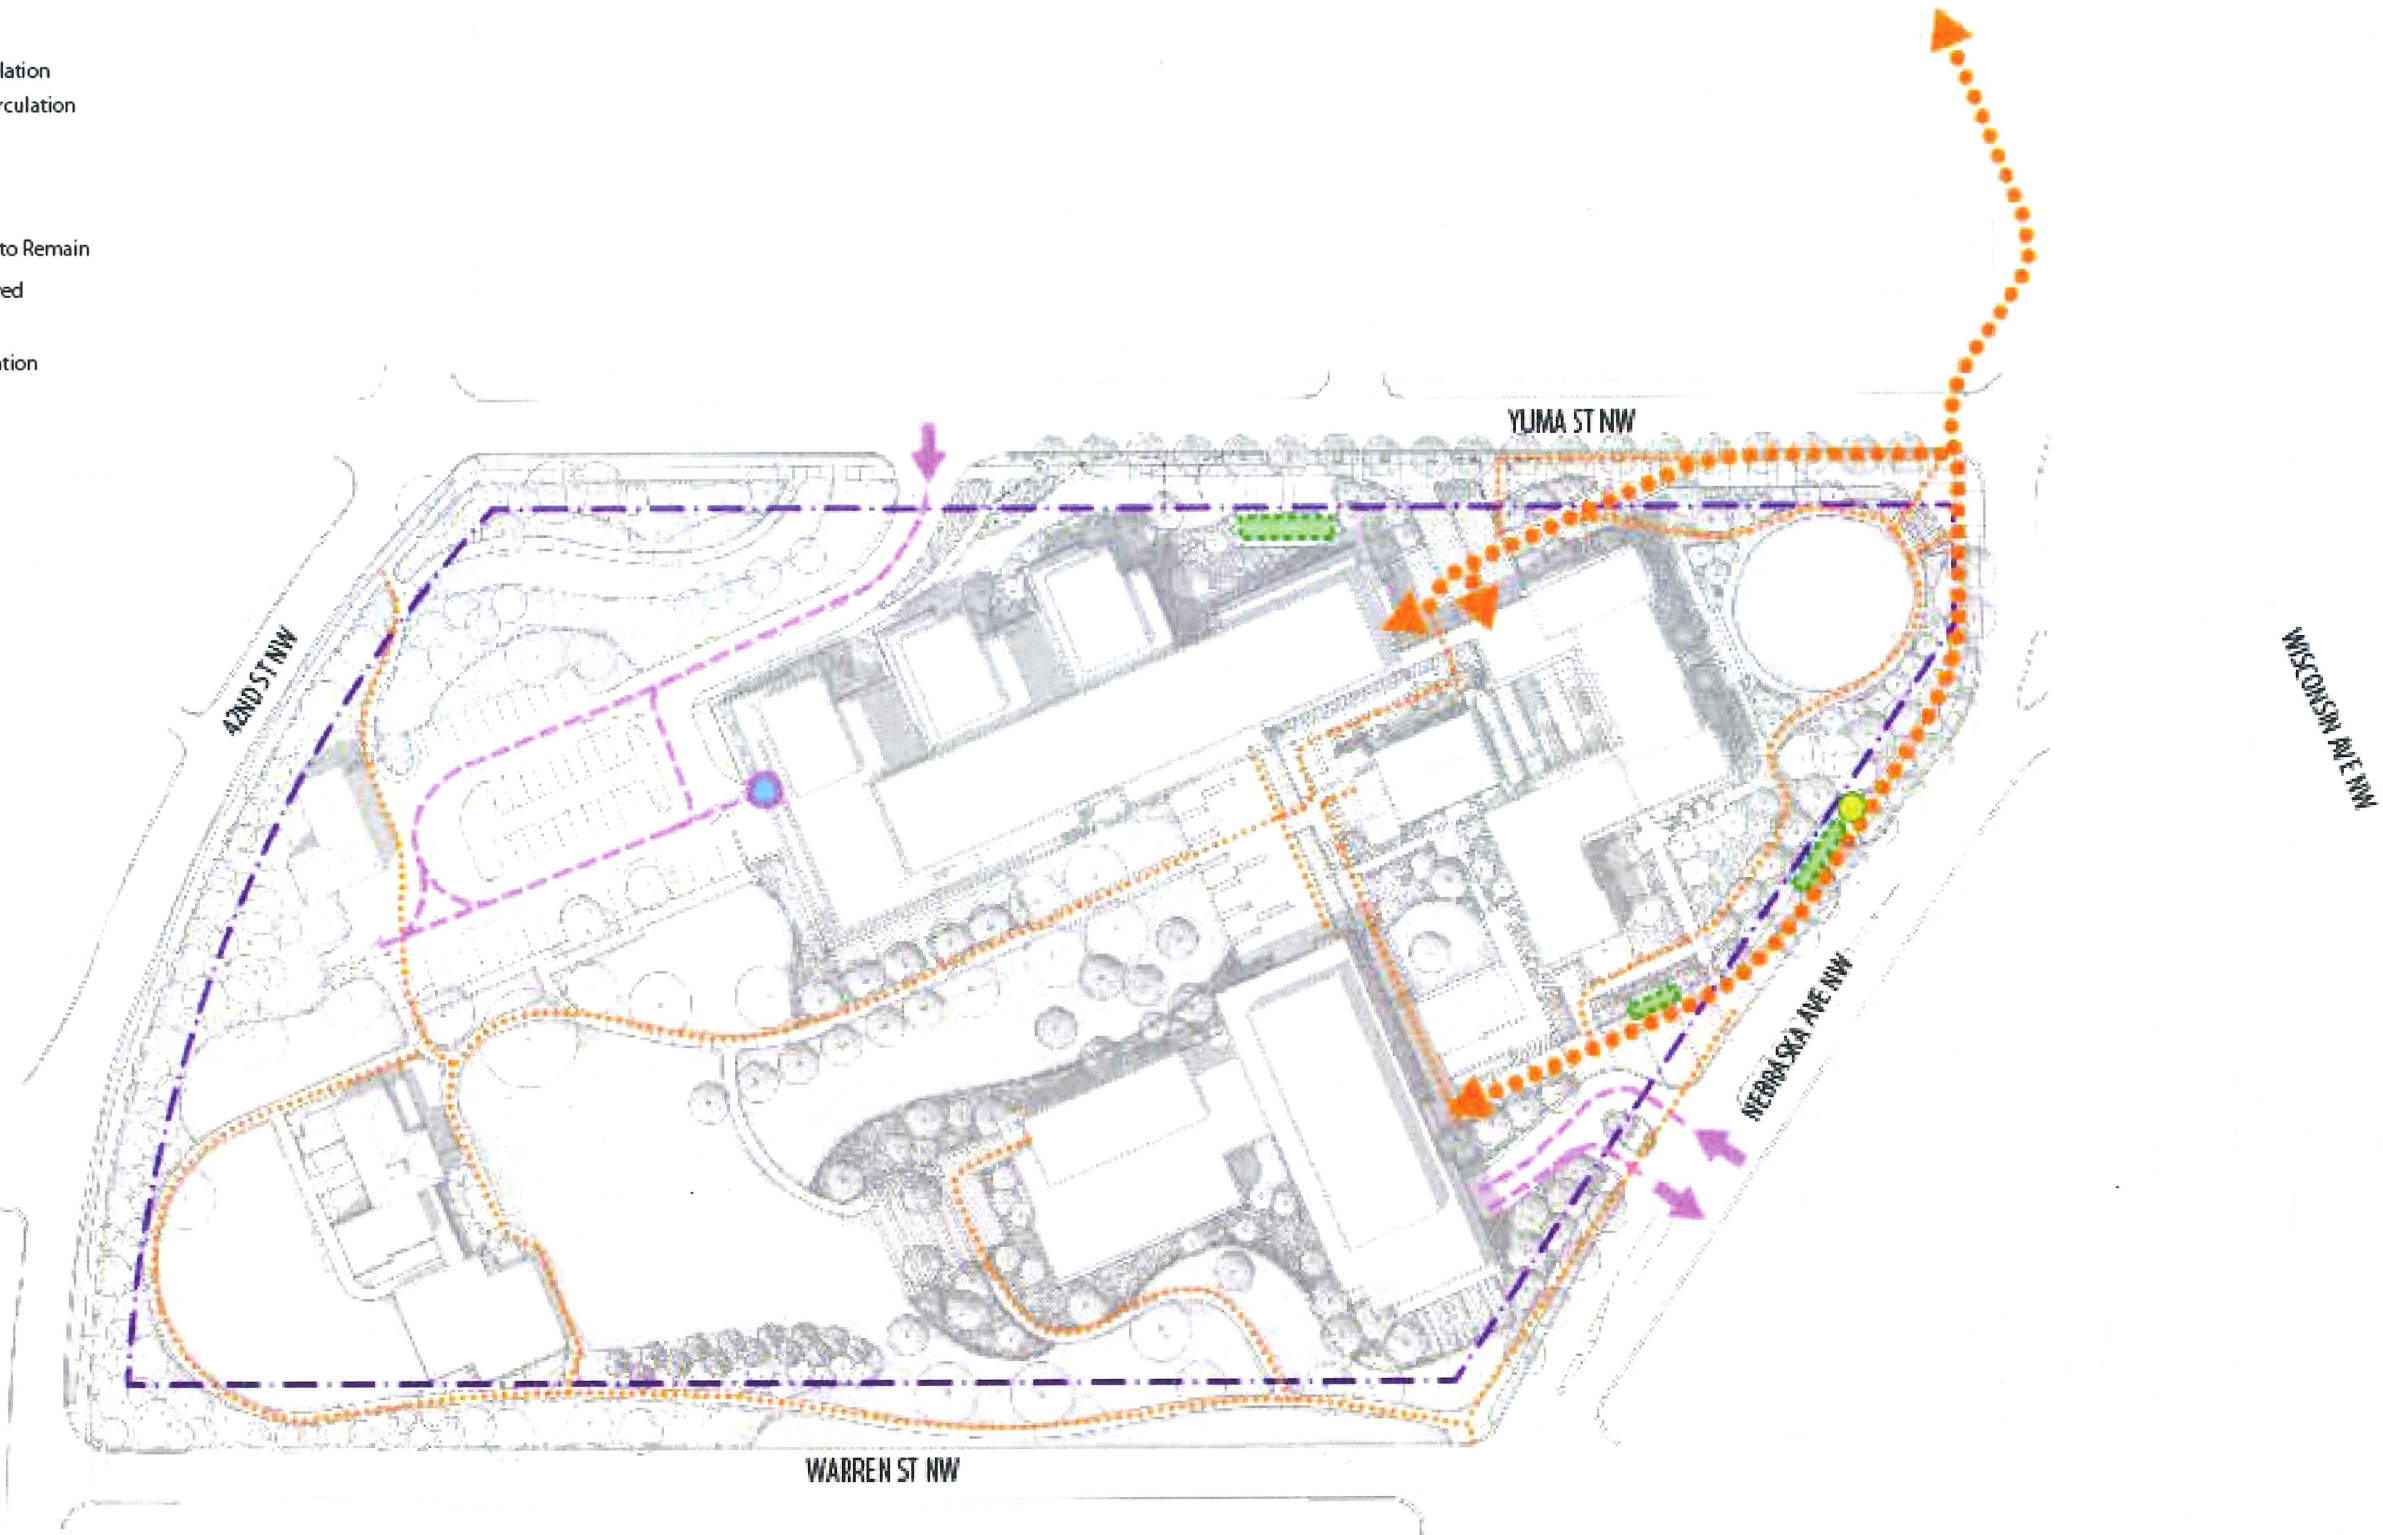 lation
rculation
to Remain
ed
tion
YUMA ST NW
42ND ST NW
WISCONSIN AVE NW
NEBRASKA AVE NW
WARREN ST NW